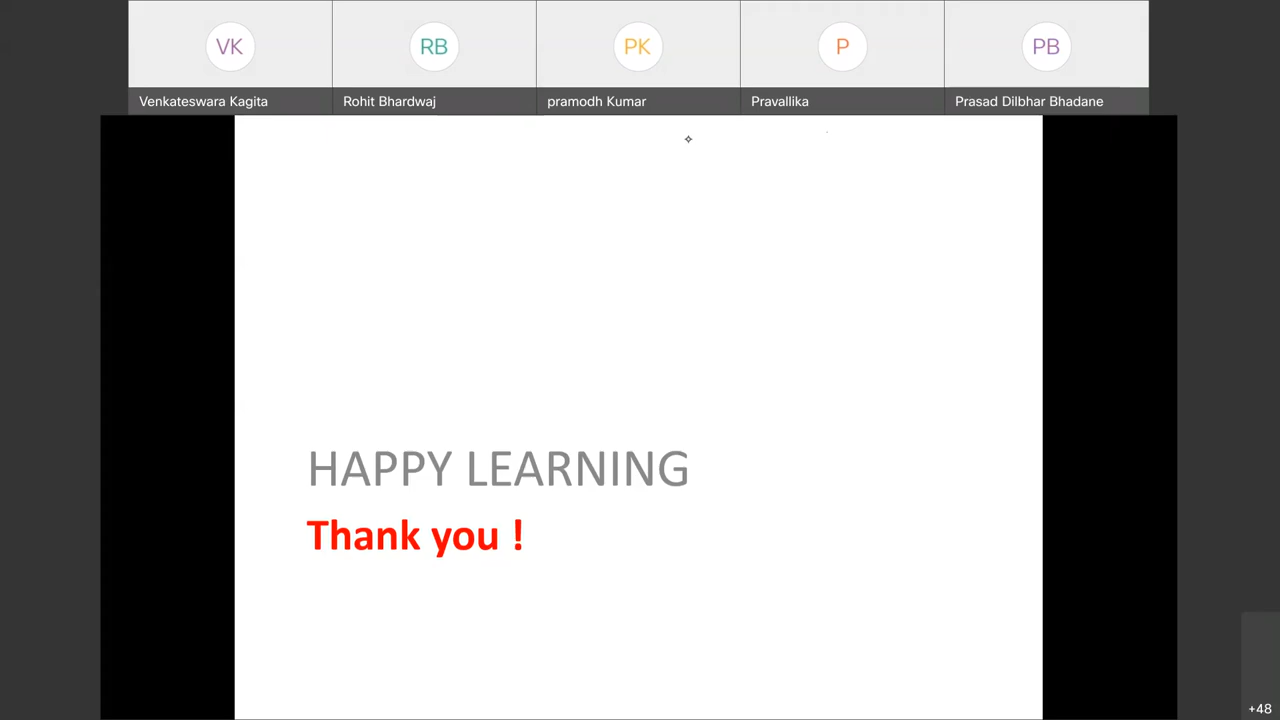 VK
RB
PK
P
PB
Venkateswara Kagita
Rohit Bhardwaj
pramodh Kumar
Pravallika
Prasad Dilbhar Bhadane
HAPPY LEARNING
Thank you !
+48